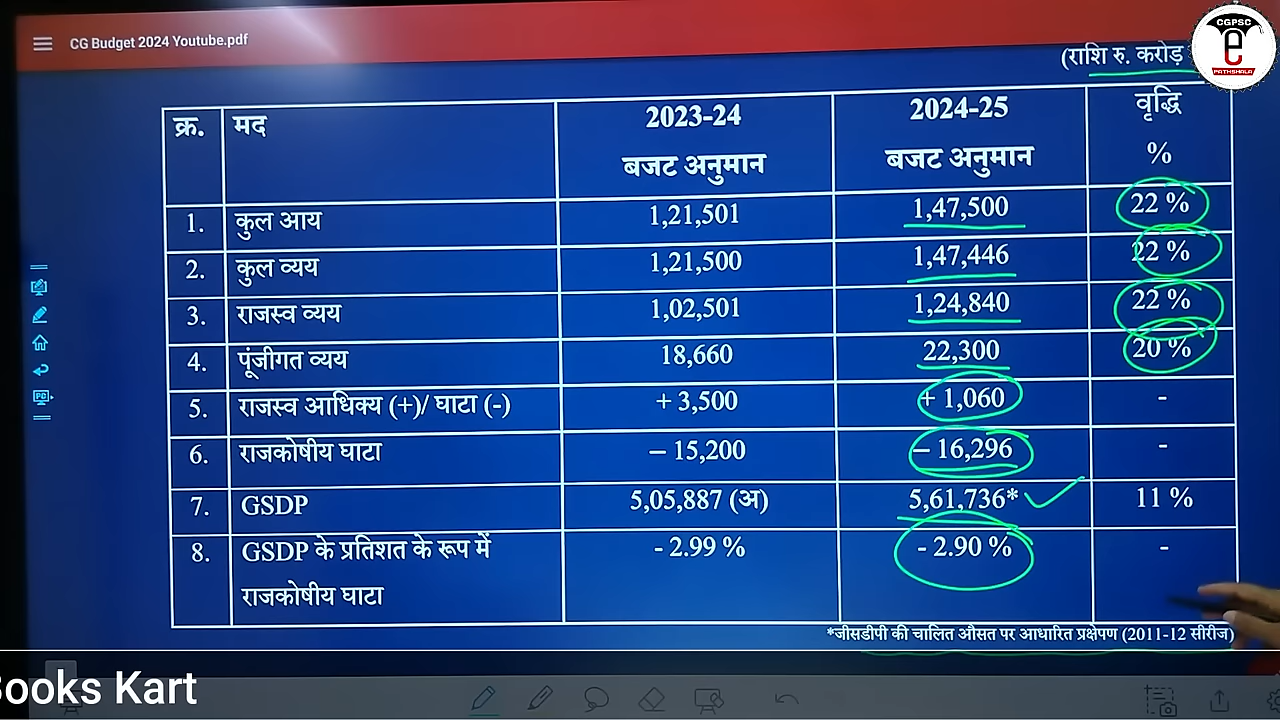 CG Budget 2024 Youtube.pdf
CGPSC
e
PATHSHALA
(राशि रु. करोड़
क्र. मद 2023-24 बजट अनुमान 2024-25 बजट अनुमान वृद्धि %
1. कुल आय 1,21,501 1,47,500 22 %
2. कुल व्यय 1,21,500 1,47,446 22 %
3. राजस्व व्यय 1,02,501 1,24,840 22 %
4. पूंजीगत व्यय 18,660 22,300 20 %
5. राजस्व आधिक्य (+)/ घाटा (-) + 3,500 + 1,060 -
6. राजकोषीय घाटा – 15,200 – 16,296 -
7. GSDP 5,05,887 (अ) 5,61,736* 11 %
8. GSDP के प्रतिशत के रूप में राजकोषीय घाटा - 2.99 % - 2.90 % -
*जीसडीपी की चालित औसत पर आधारित प्रक्षेपण (2011-12 सीरीज)
Books Kart